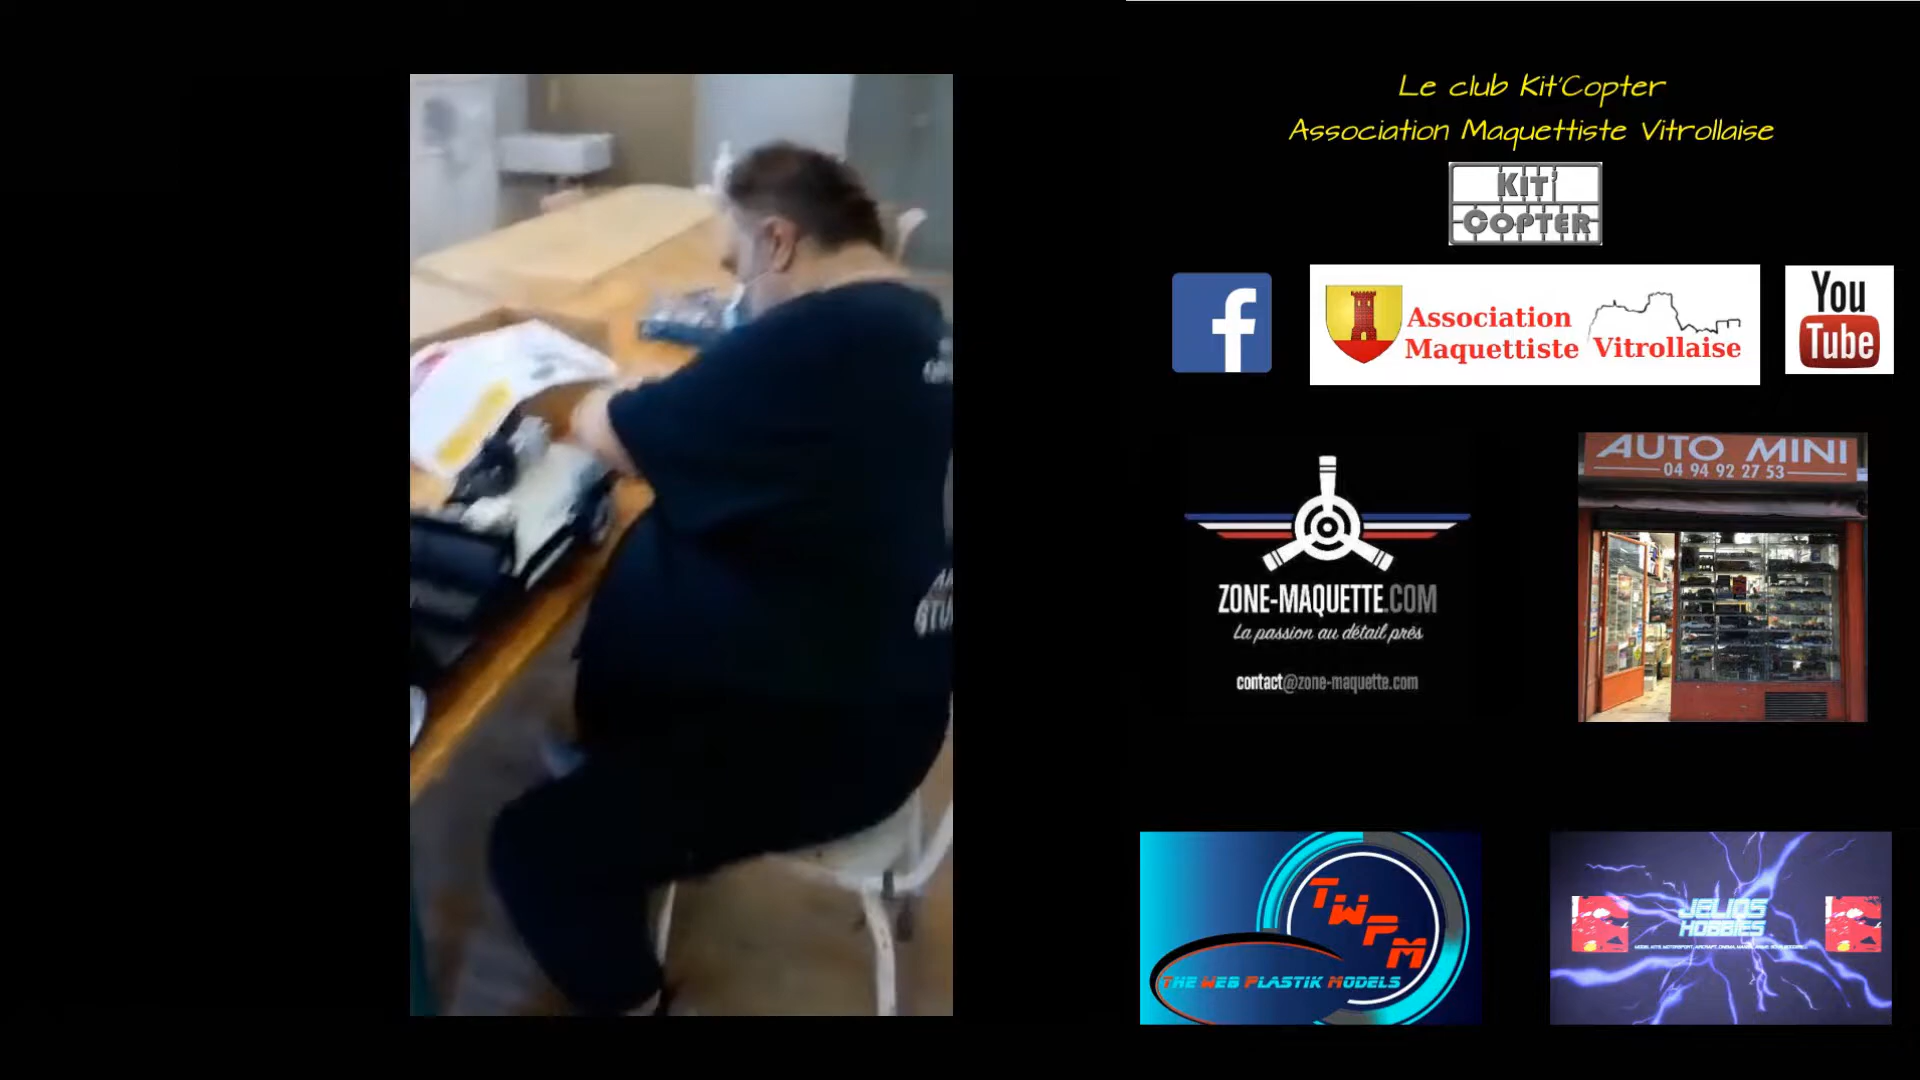 Le club Kit'Copter
Association Maquettiste Vitrollaise
KIT'
COPTER
f
Association
Maquettiste Vitrollaise
You
Tube
AUTO MINI
04 94 92 27 53
ZONE-MAQUETTE.COM
La passion au détail près
contact@zone-maquette.com
TWPM
THE WEB PLASTIK MODELS
JELIOS
HOBBIES